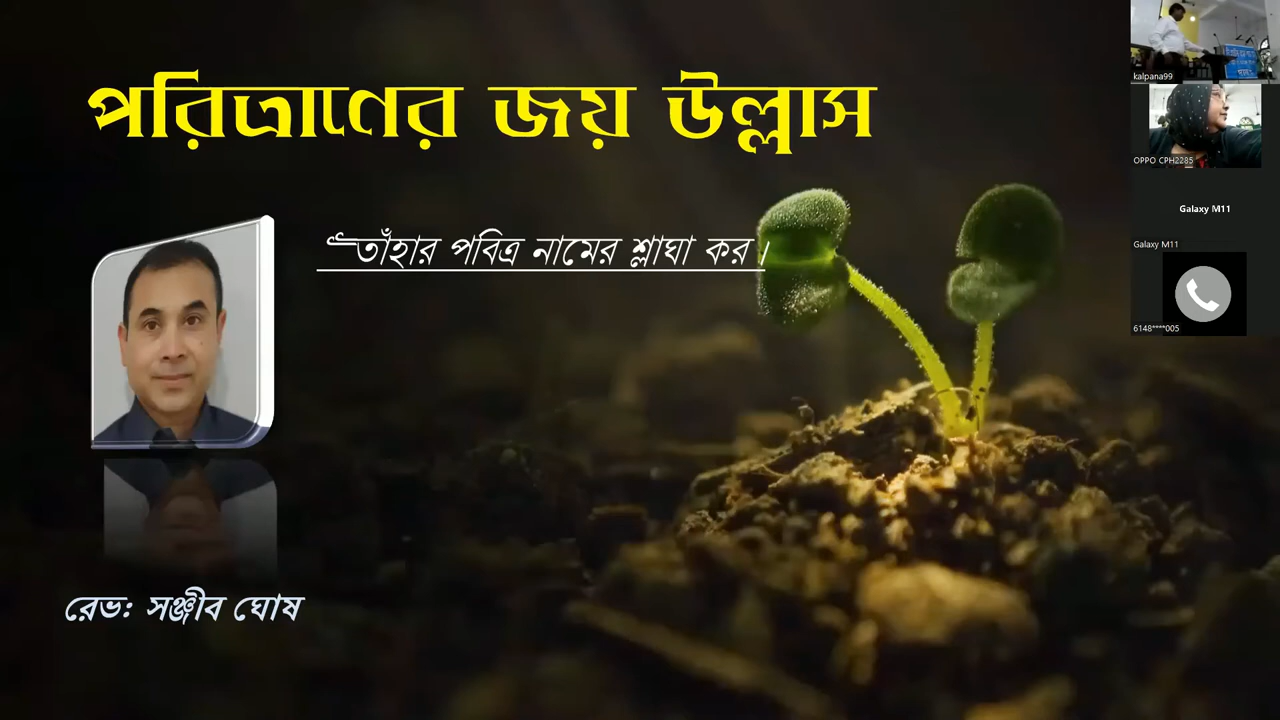 পরিত্রাণের জয় উল্লাস
তাঁহার পবিত্র নামের শ্লাঘা কর।
রেভঃ সঞ্জীব ঘোষ
kalpana99
OPPO CPH2285
Galaxy M11
Galaxy M11
6148****005